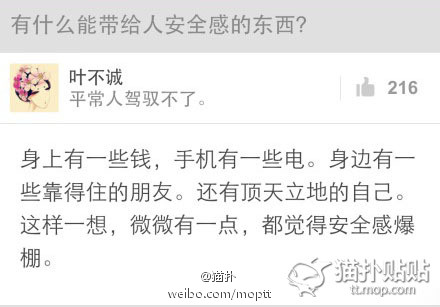 有什么能带给人安全感的东西？
叶不诚
平常人驾驭不了。
216
身上有一些钱，手机有一些电。身边有一
些靠得住的朋友。还有顶天立地的自己。
这样一想，微微有一点，都觉得安全感爆
棚。
@猫扑
weibo.com/moptt
猫扑贴贴
tt.mop.com